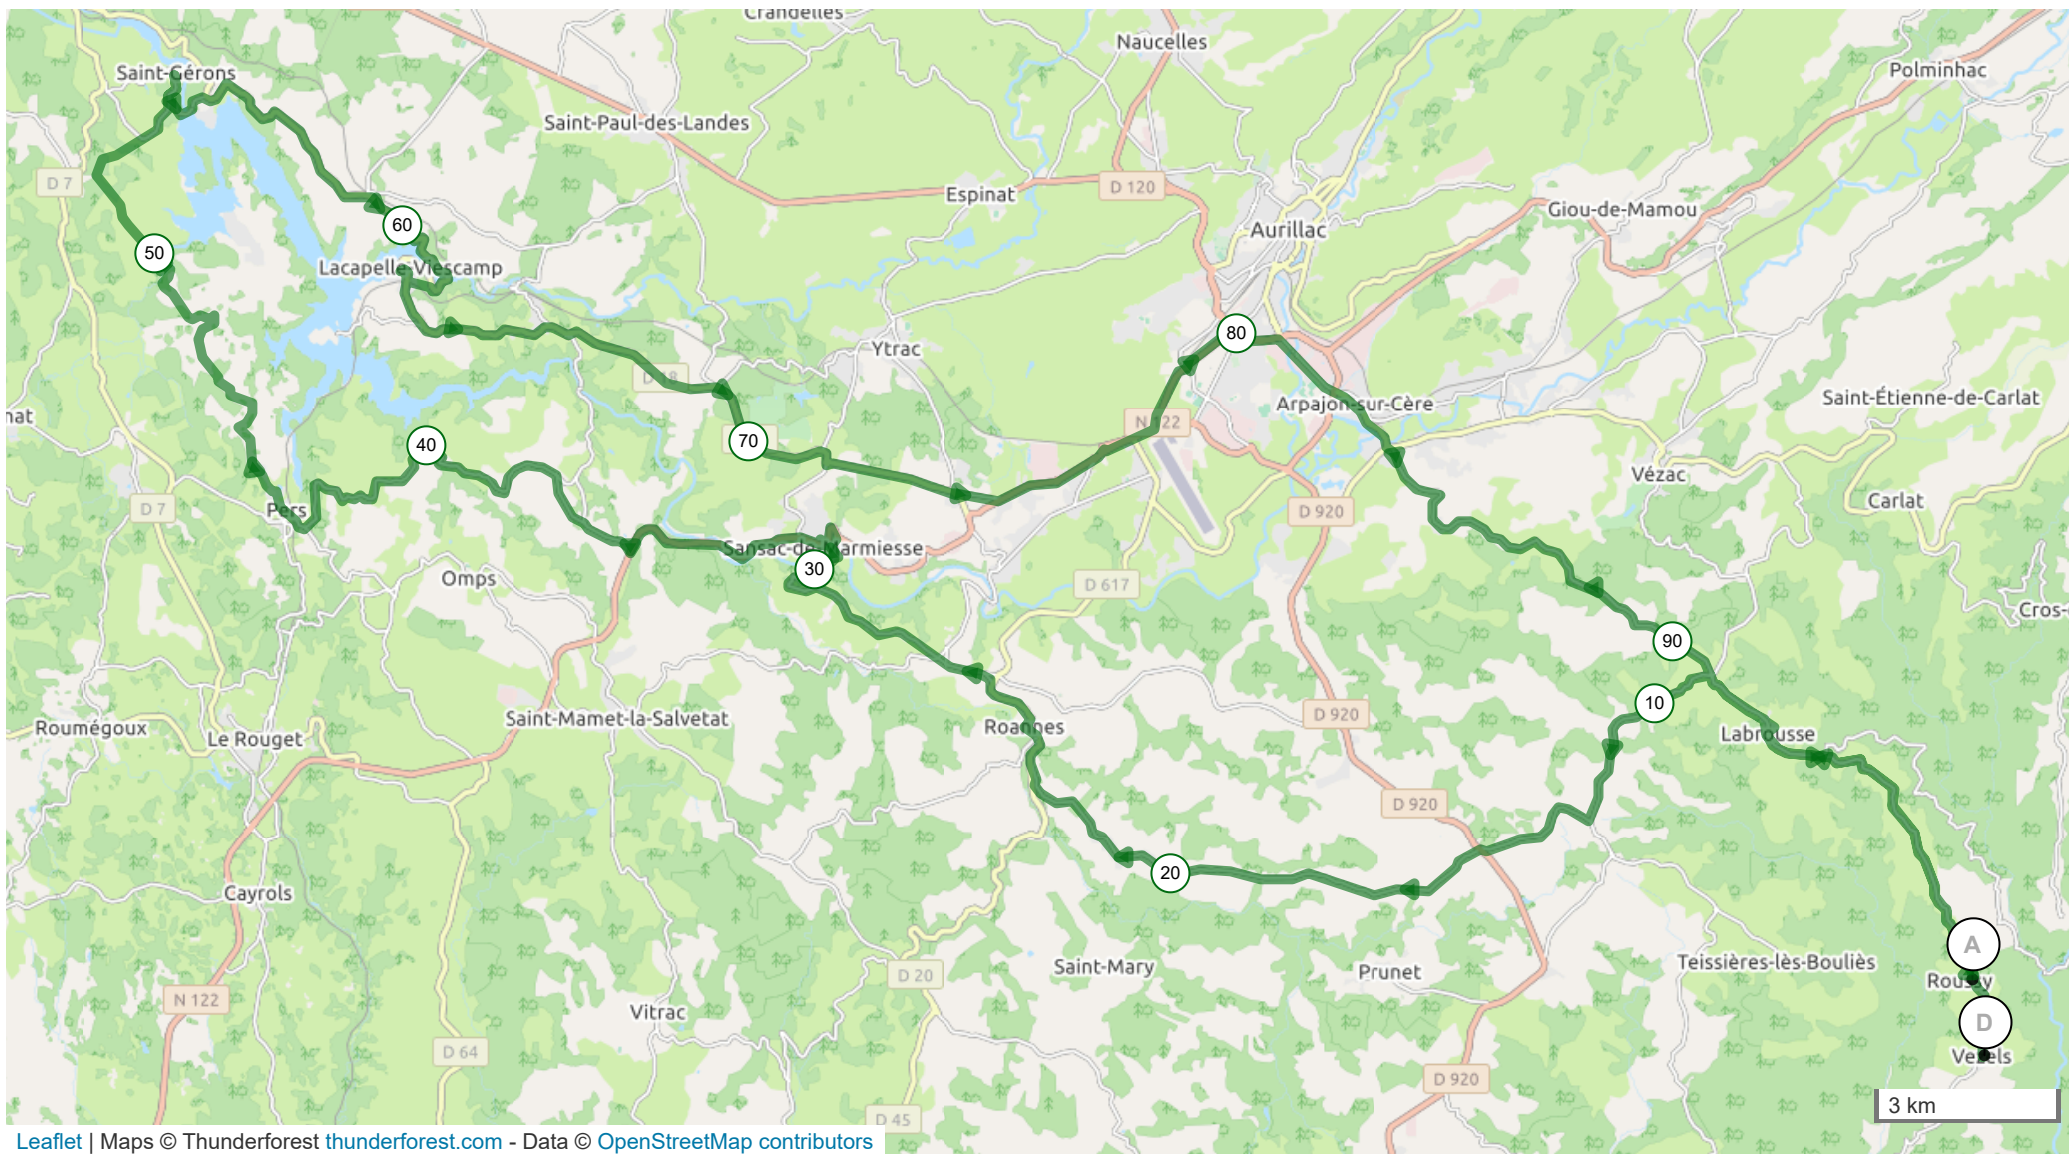 Crandelles
Naucelles
Saint-Gérons
Polminhac
Saint-Paul-des-Landes
D 7
D 120
Espinat
Giou-de-Mamou
60
Aurillac
50
Lacapelle-Viescamp
80
Ytrac
Saint-Étienne-de-Carlat
Arpajon-sur-Cère
nat
N 122
40
70
Vézac
Carlat
D 7
Pers
D 920
Sansac-de-Marmiesse
30
Omps
D 617
Cros-
90
10
Saint-Mamet-la-Salvetat
D 920
Roumégoux
Roannes
Labrousse
Le Rouget
D 920
20
Cayrols
A
Teissières-lès-Bouliès
Saint-Mary
Prunet
D 20
Roussy
N 122
Vitrac
D
D 64
Vezels
D 920
3 km
D 45
Leaflet | Maps © Thunderforest thunderforest.com - Data © OpenStreetMap contributors